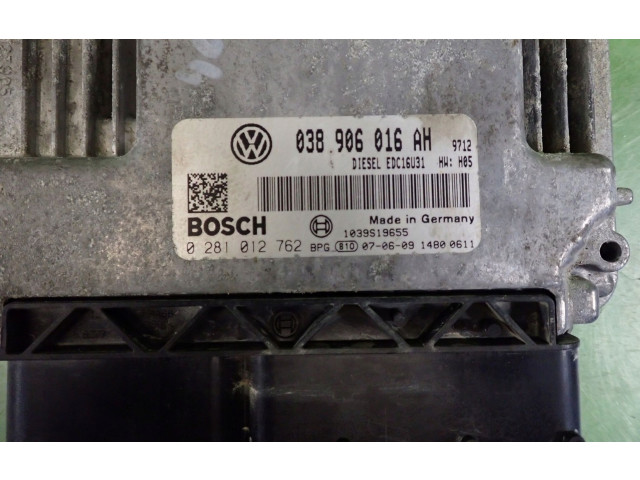 038 906 016 AH 9712
DIESEL EDC16U31 HW: H05
BOSCH Made in Germany
1039S19655
0 281 012 762 BPG B10 07-06-09 1480 0611